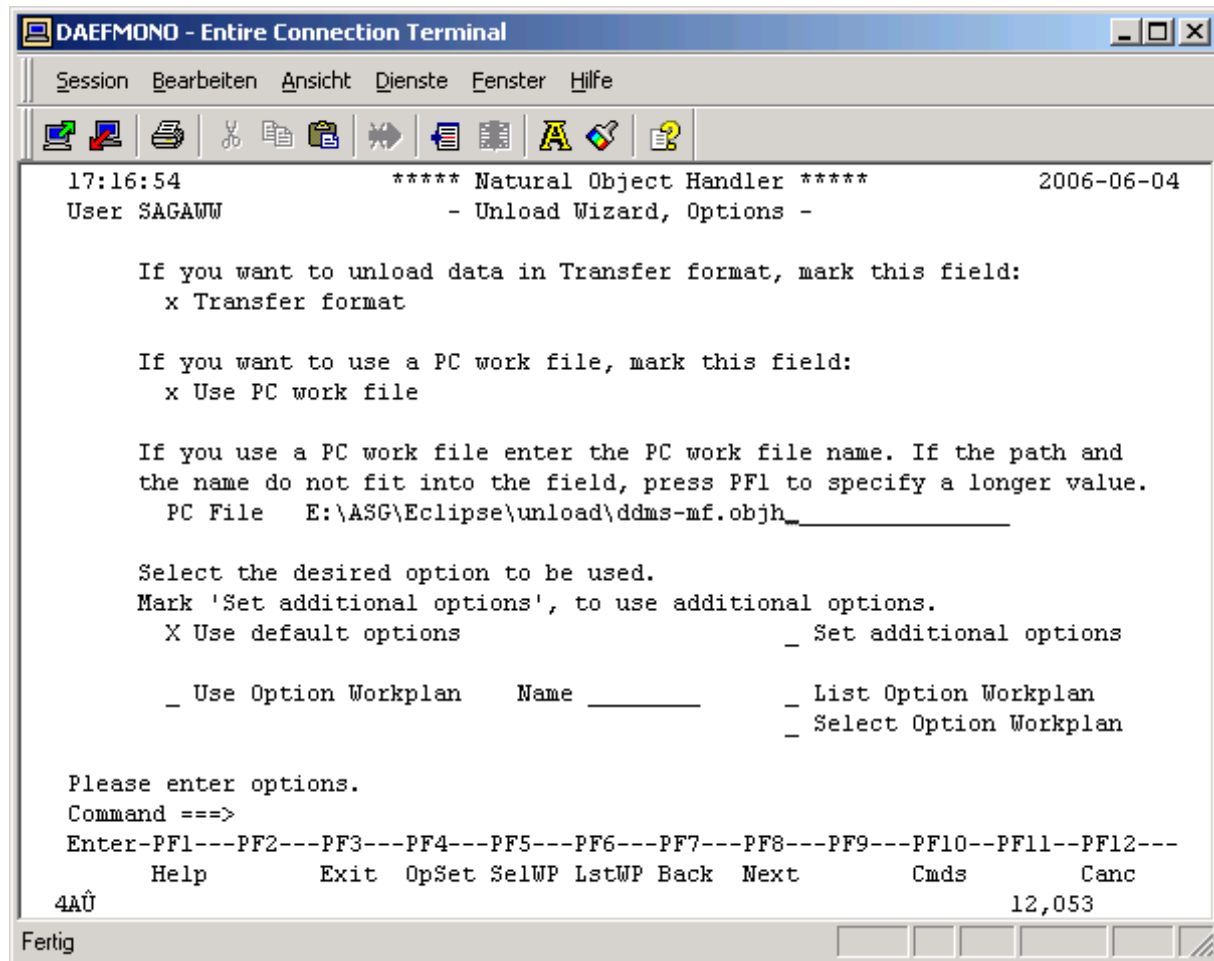 DAEFMONO - Entire Connection Terminal
Session Bearbeiten Ansicht Dienste Fenster Hilfe
17:16:54 ***** Natural Object Handler ***** 2006-06-04
User SAGAWW - Unload Wizard, Options -
If you want to unload data in Transfer format, mark this field:
x Transfer format
If you want to use a PC work file, mark this field:
x Use PC work file
If you use a PC work file enter the PC work file name. If the path and
the name do not fit into the field, press PF1 to specify a longer value.
PC File E:\ASG\Eclipse\unload\ddms-mf.objh________________
Select the desired option to be used.
Mark 'Set additional options', to use additional options.
X Use default options _ Set additional options
_ Use Option Workplan Name ________ _ List Option Workplan
_ Select Option Workplan
Please enter options.
Command ===>
Enter-PF1---PF2---PF3---PF4---PF5---PF6---PF7---PF8---PF9---PF10--PF11--PF12---
Help Exit OpSet SelWP LstWP Back Next Cmds Canc
4AÛ 12,053
Fertig